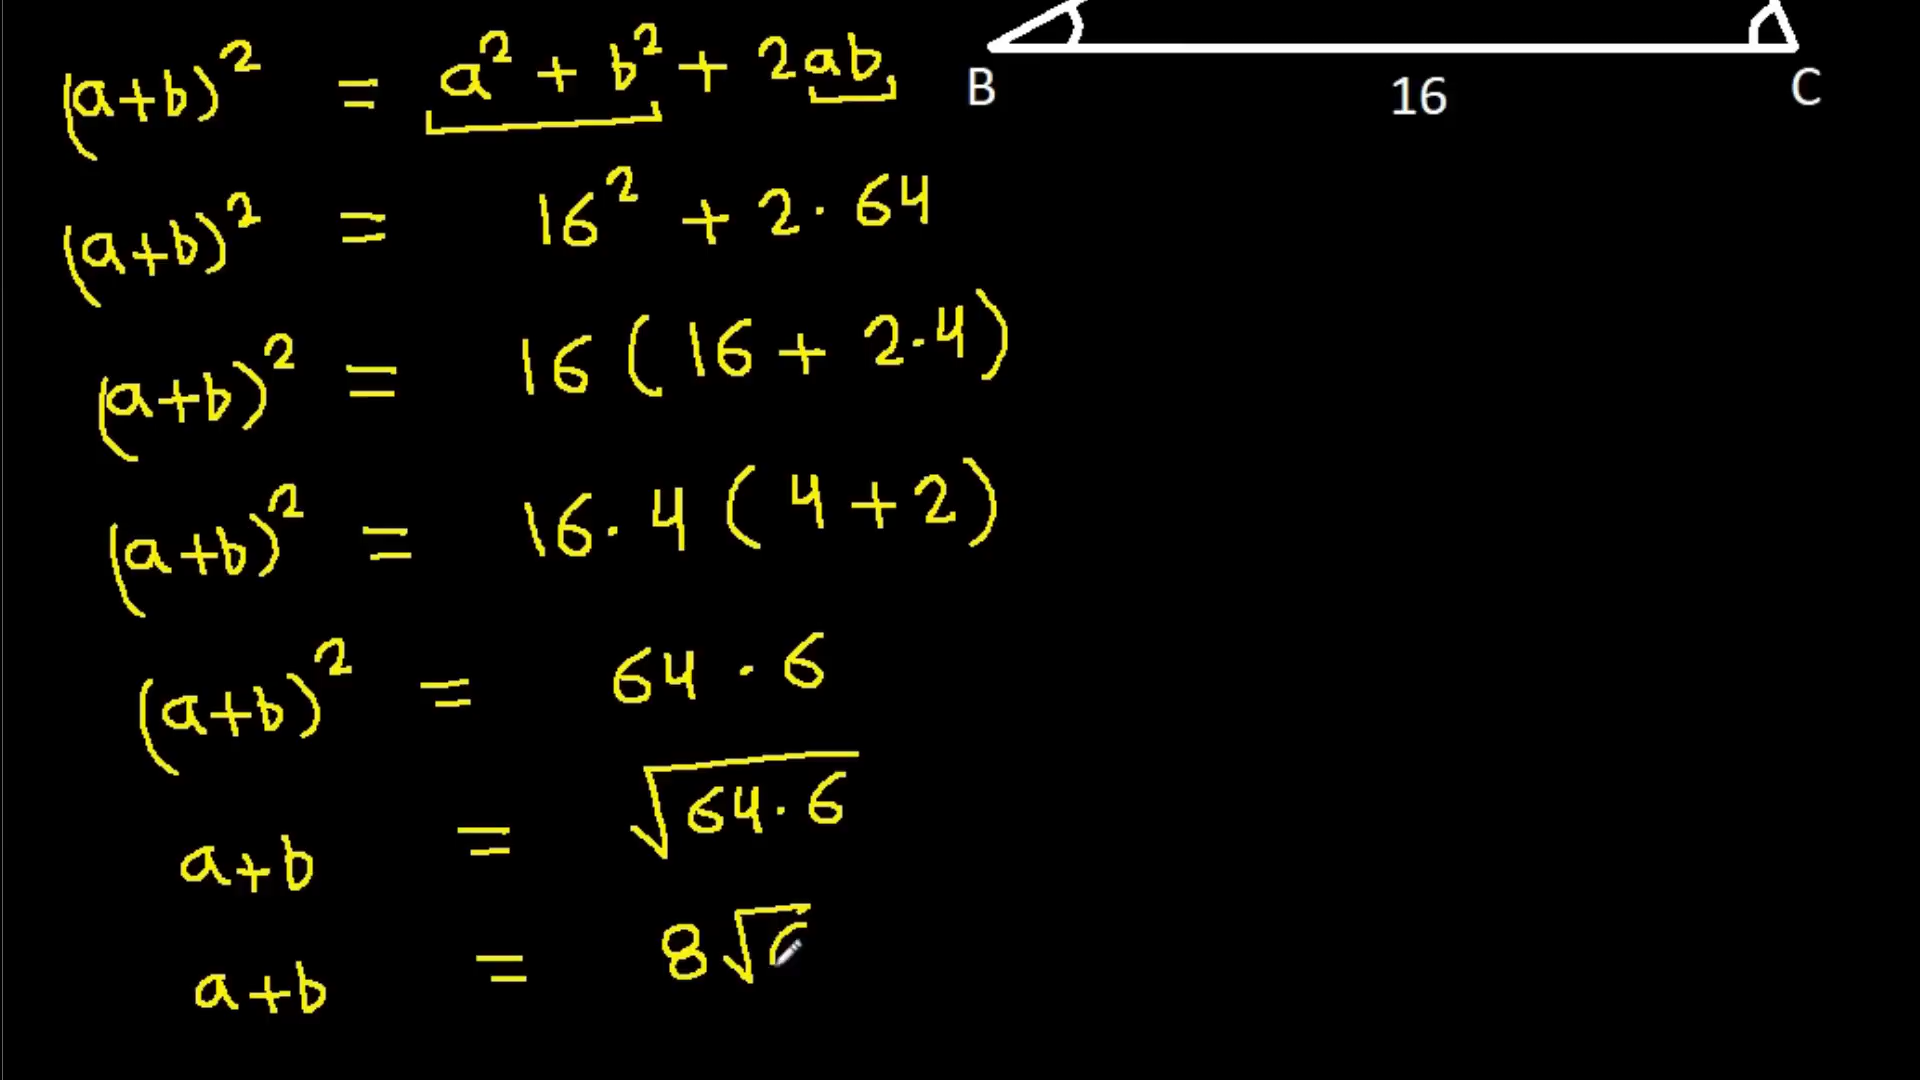 (a+b)² = a² + b² + 2ab
B 16 C
(a+b)² = 16² + 2·64
(a+b)² = 16(16 + 2·4)
(a+b)² = 16·4(4+2)
(a+b)² = 64·6
a+b = √64·6
a+b = 8√